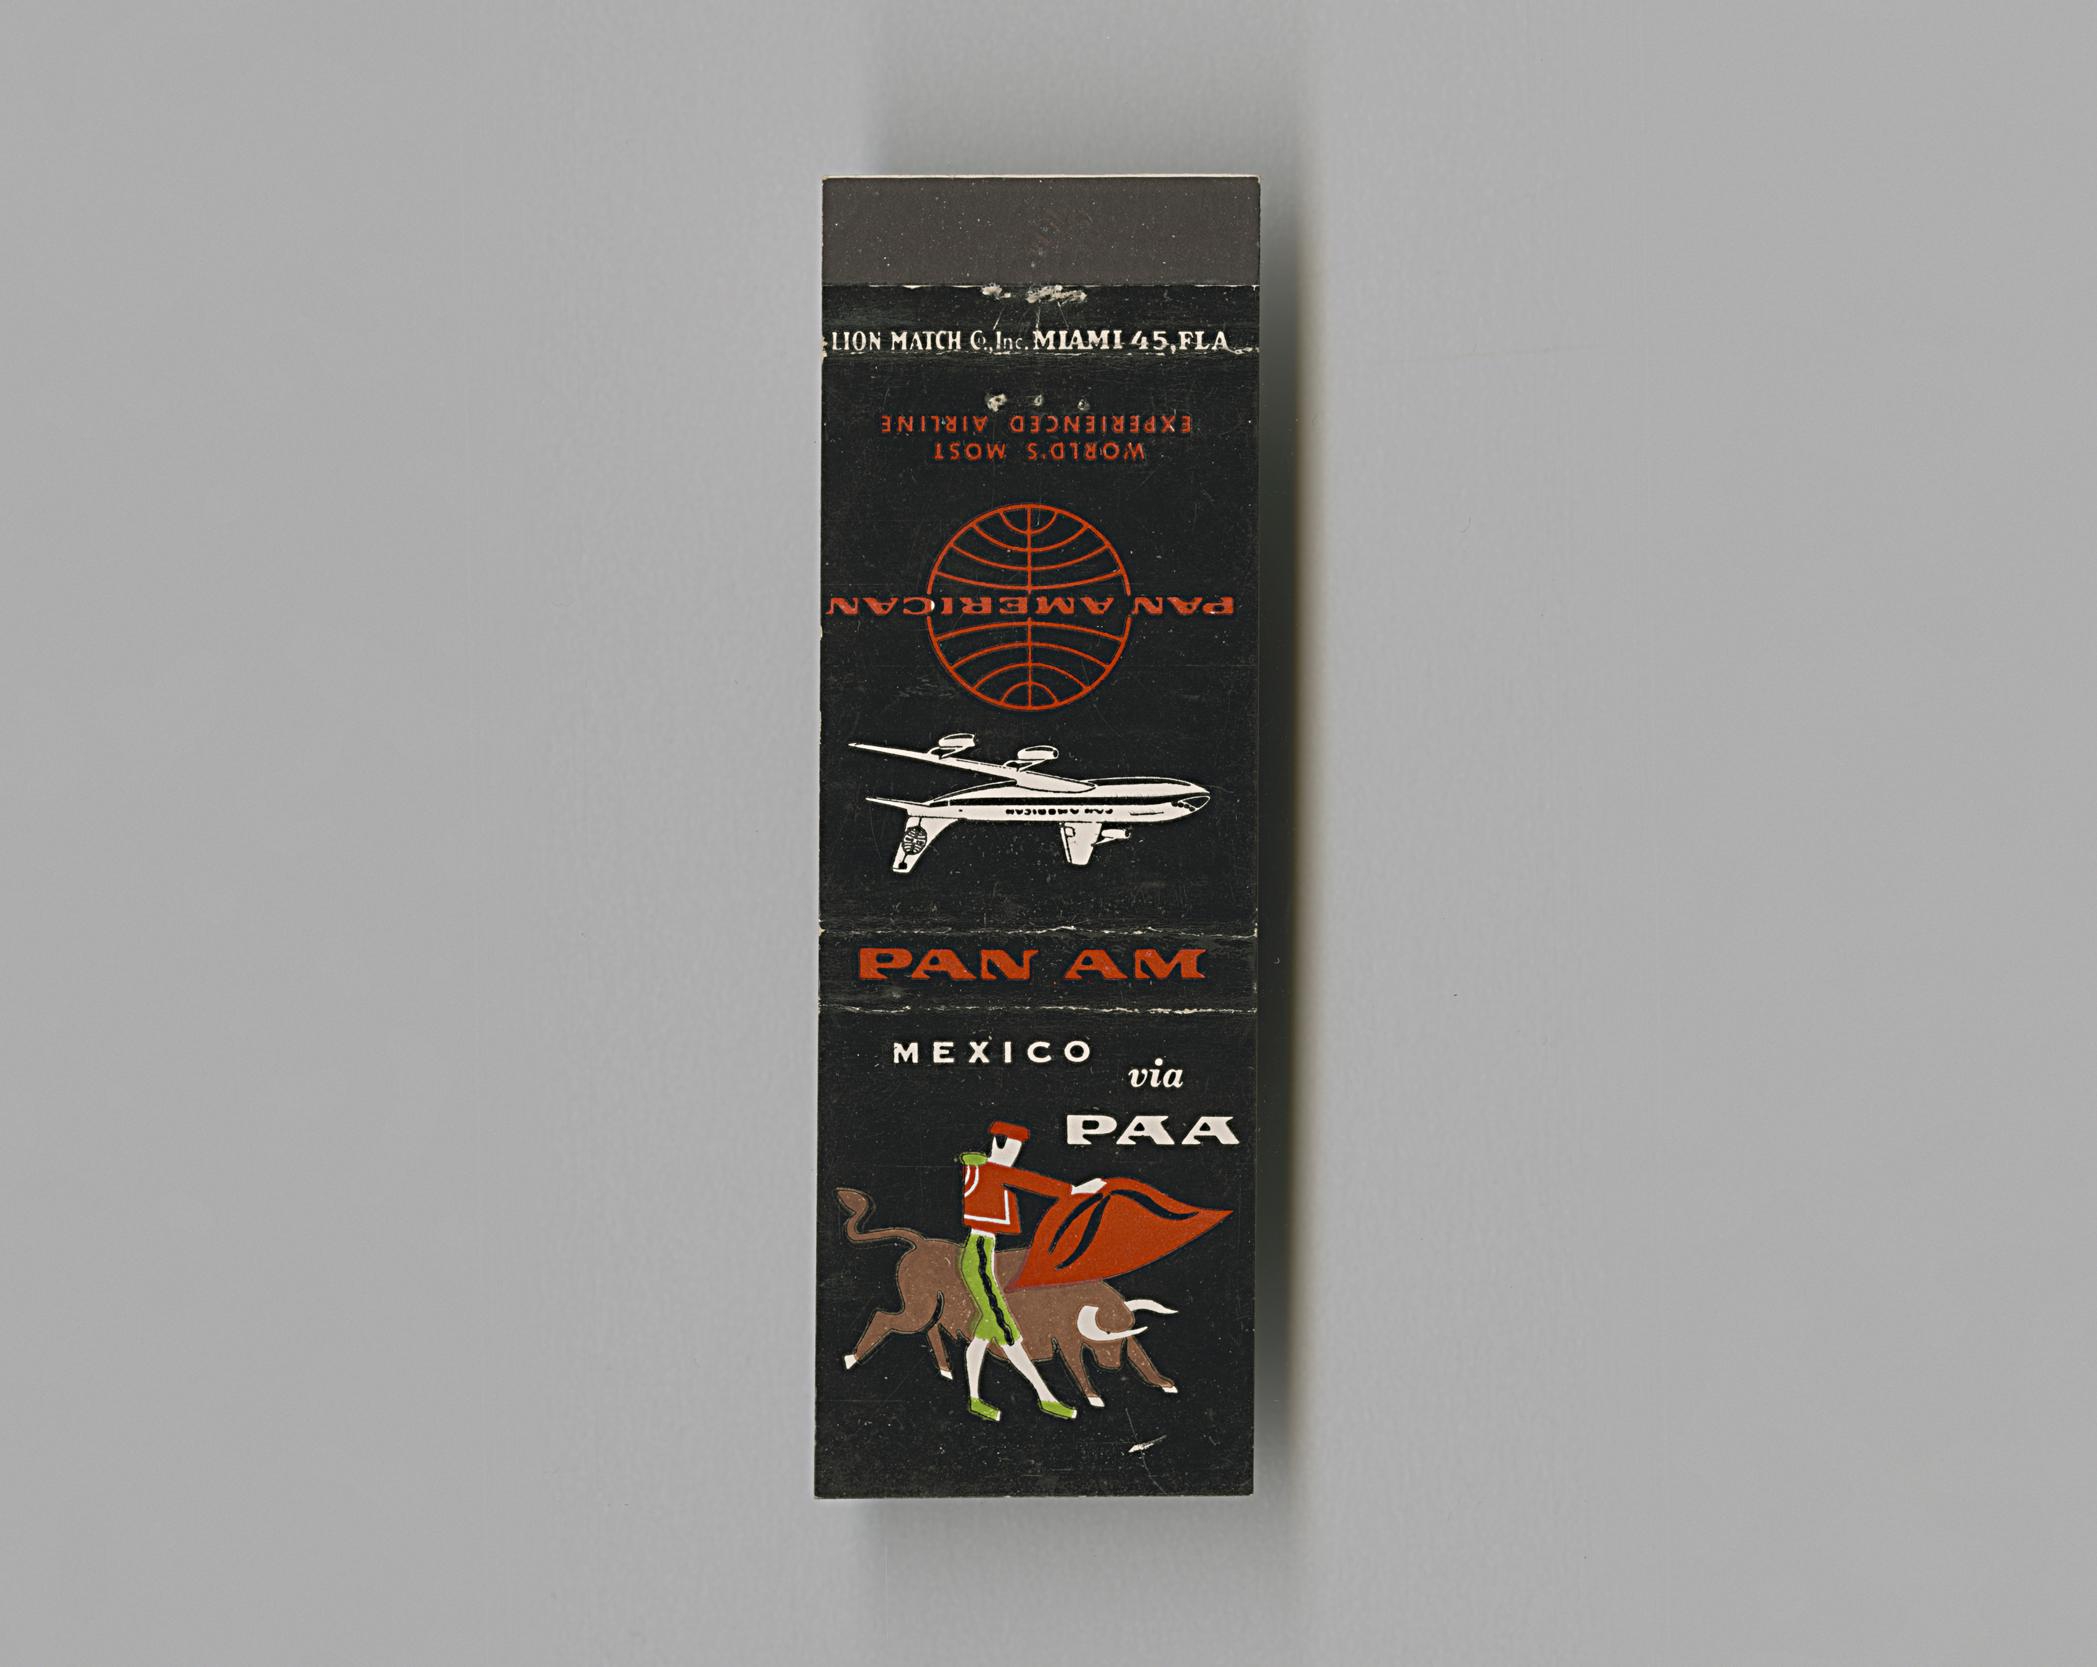 LION MATCH Co., Inc. MIAMI 45, FLA.
WORLD'S MOST
EXPERIENCED AIRLINE
PAN AMERICAN
PAN AMERICAN
PAN AM
MEXICO
via
PAA